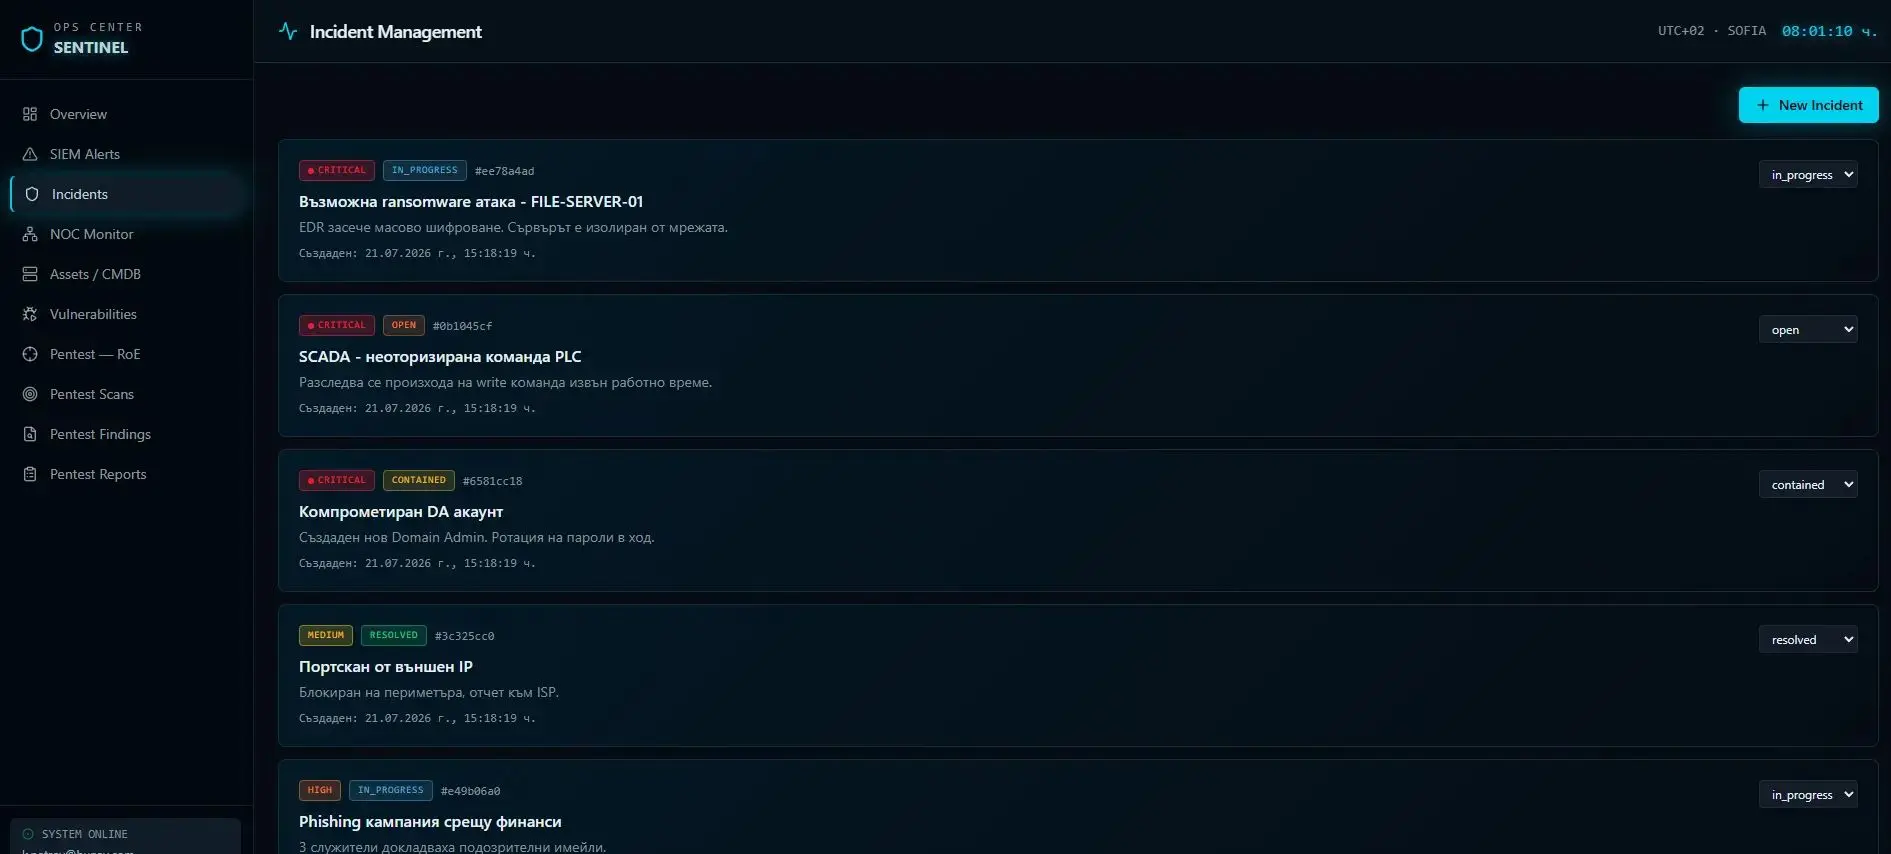 OPS CENTER
SENTINEL
Overview
SIEM Alerts
Incidents
NOC Monitor
Assets / CMDB
Vulnerabilities
Pentest — RoE
Pentest Scans
Pentest Findings
Pentest Reports
SYSTEM ONLINE
Incident Management
UTC+02 · SOFIA 08:01:10 ч.
+ New Incident
CRITICAL IN_PROGRESS #ee78a4ad
in_progress
Възможна ransomware атака - FILE-SERVER-01
EDR засече масово шифроване. Сървърът е изолиран от мрежата.
Създаден: 21.07.2026 г., 15:18:19 ч.
CRITICAL OPEN #0b1045cf
open
SCADA - неоторизирана команда PLC
Разследва се произхода на write команда извън работно време.
Създаден: 21.07.2026 г., 15:18:19 ч.
CRITICAL CONTAINED #6581cc18
contained
Компрометиран DA акаунт
Създаден нов Domain Admin. Ротация на пароли в ход.
Създаден: 21.07.2026 г., 15:18:19 ч.
MEDIUM RESOLVED #3c325cc0
resolved
Портскан от външен IP
Блокиран на периметъра, отчет към ISP.
Създаден: 21.07.2026 г., 15:18:19 ч.
HIGH IN_PROGRESS #e49b06a0
in_progress
Phishing кампания срещу финанси
3 служители докладваха подозрителни имейли.